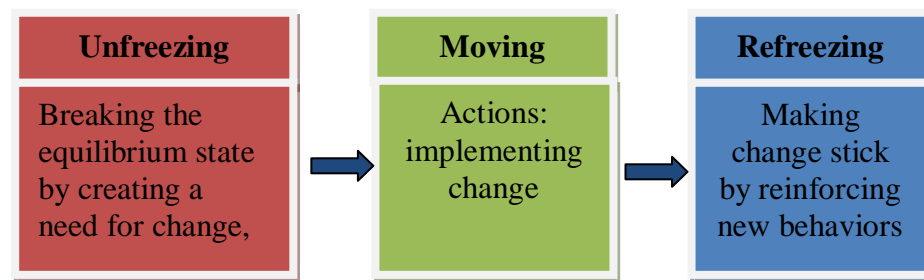 Unfreezing
Breaking the
equilibrium state
by creating a
need for change,
Moving
Actions:
implementing
change
Refreezing
Making
change stick
by reinforcing
new behaviors